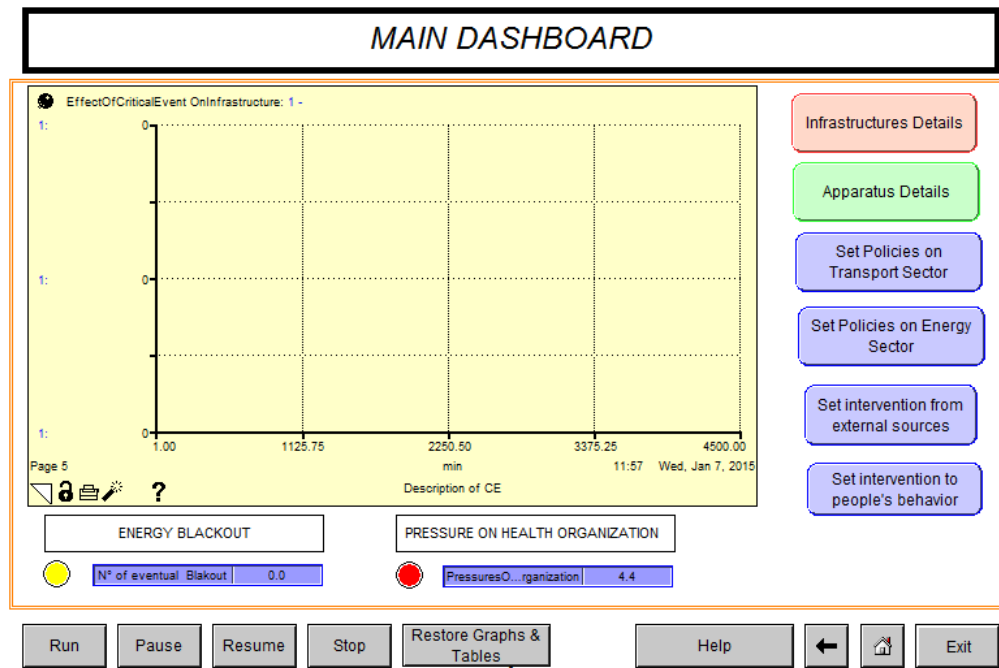 MAIN DASHBOARD
EffectOfCriticalEvent OnInfrastructure: 1 -
1:
0
1:
0
1:
0
1.00
1125.75
2250.50
3375.25
4500.00
Page 5
min
11:57 Wed, Jan 7, 2015
?
Description of CE
Infrastructures Details
Apparatus Details
Set Policies on
Transport Sector
Set Policies on Energy
Sector
Set intervention from
external sources
Set intervention to
people's behavior
ENERGY BLACKOUT
N° of eventual Blakout
0.0
PRESSURE ON HEALTH ORGANIZATION
PressuresO...rganization
4.4
Run
Pause
Resume
Stop
Restore Graphs &
Tables
Help
Exit